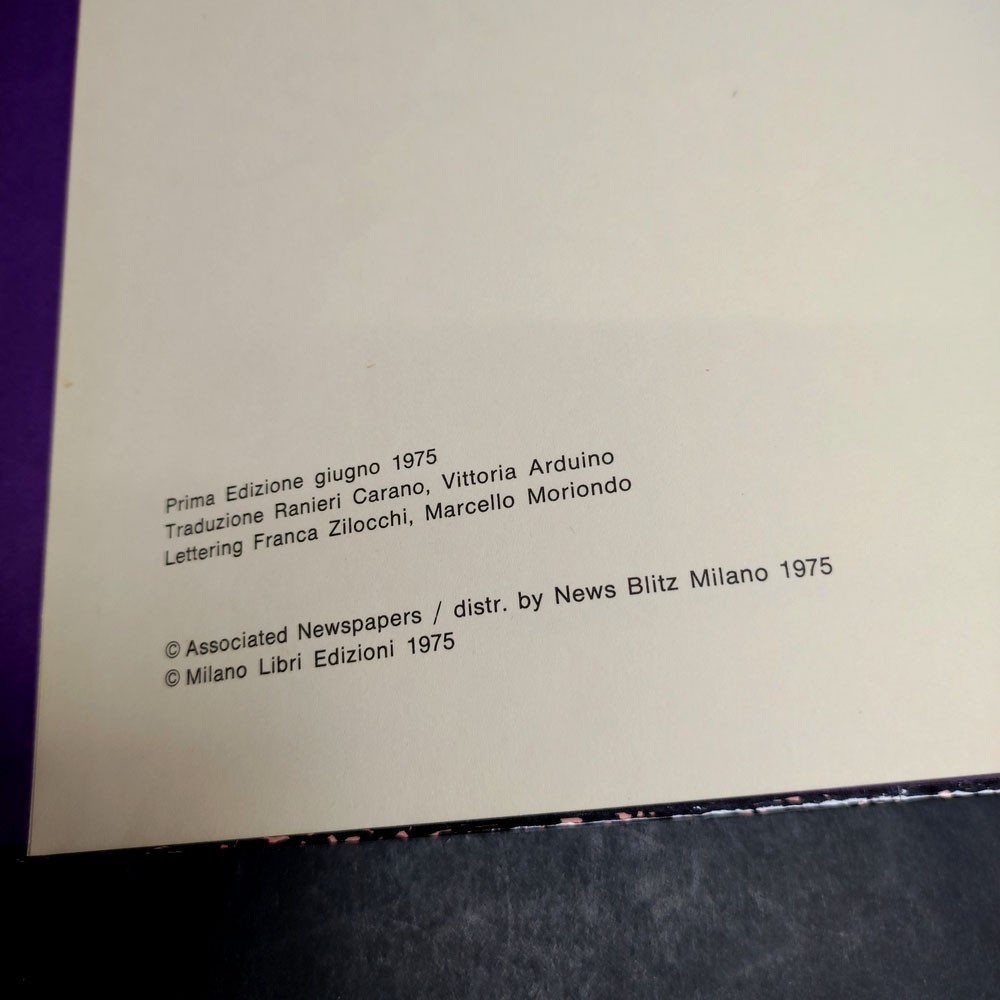 Prima Edizione giugno 1975
Traduzione Ranieri Carano, Vittoria Arduino
Lettering Franca Zilocchi, Marcello Moriondo
© Associated Newspapers / distr. by News Blitz Milano 1975
© Milano Libri Edizioni 1975